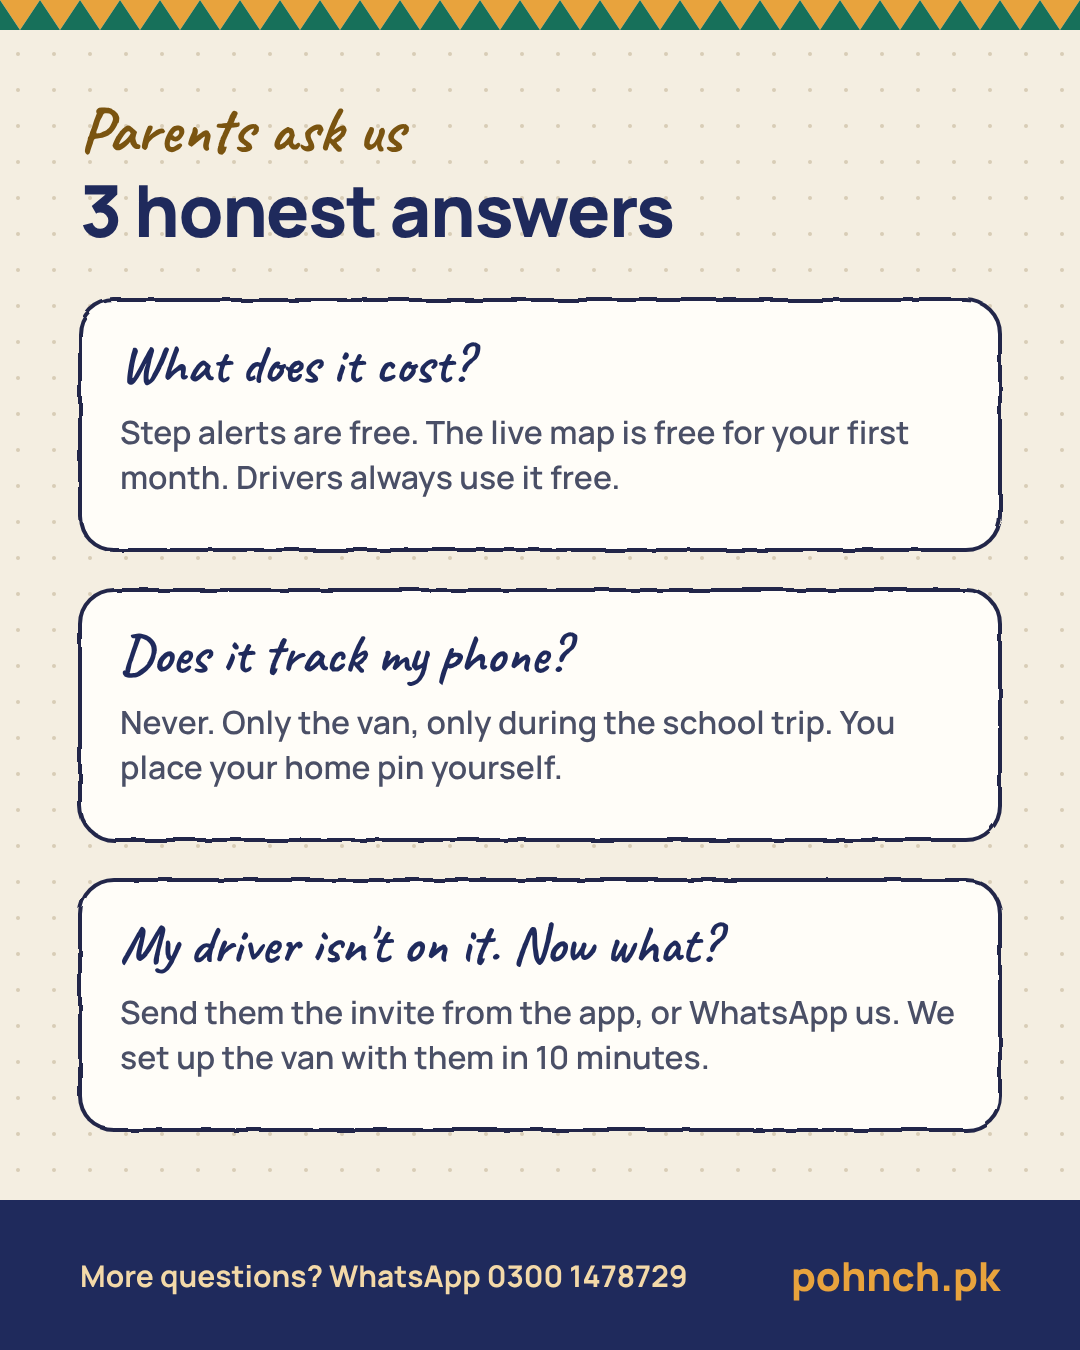 Parents ask us
3 honest answers
What does it cost?
Step alerts are free. The live map is free for your first
month. Drivers always use it free.
Does it track my phone?
Never. Only the van, only during the school trip. You
place your home pin yourself.
My driver isn't on it. Now what?
Send them the invite from the app, or WhatsApp us. We
set up the van with them in 10 minutes.
More questions? WhatsApp 0300 1478729
pohnch.pk